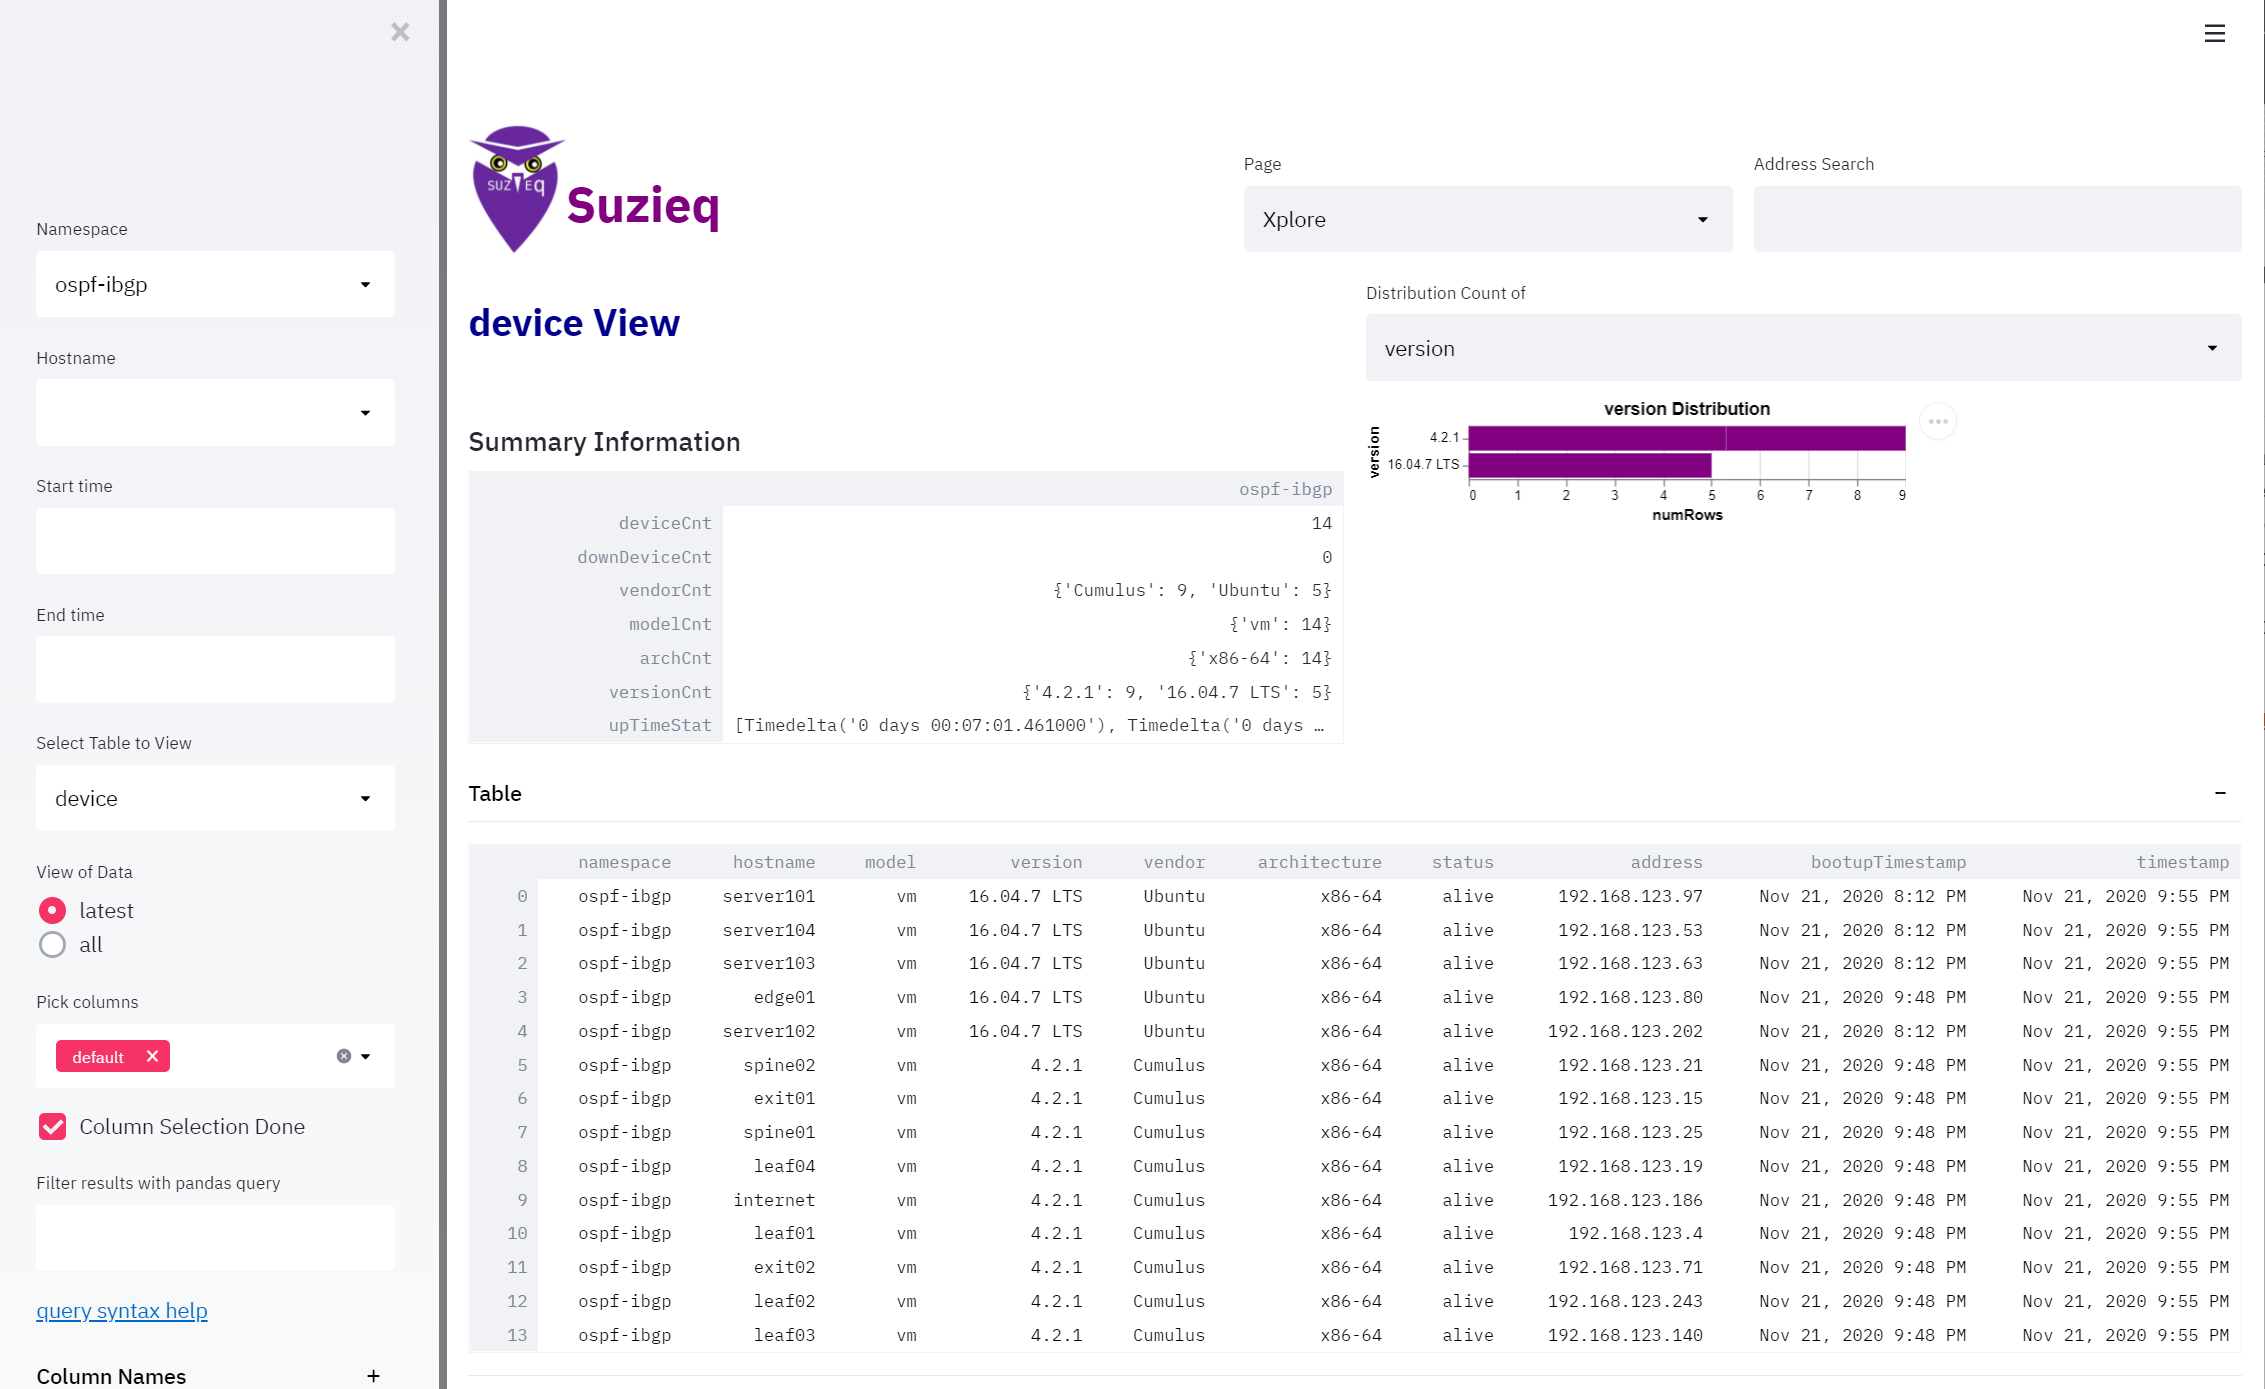 Namespace
ospf-ibgp
Hostname
Start time
End time
Select Table to View
device
View of Data
latest
all
Pick columns
default
Column Selection Done
Filter results with pandas query
query syntax help
Column Names +
SUZIEQ
Suzieq
Page
Xplore
Address Search
device View
Distribution Count of
version
version Distribution
version
4.2.1
16.04.7 LTS
0 1 2 3 4 5 6 7 8 9
numRows
Summary Information
ospf-ibgp
deviceCnt 14
downDeviceCnt 0
vendorCnt {'Cumulus': 9, 'Ubuntu': 5}
modelCnt {'vm': 14}
archCnt {'x86-64': 14}
versionCnt {'4.2.1': 9, '16.04.7 LTS': 5}
upTimeStat [Timedelta('0 days 00:07:01.461000'), Timedelta('0 days …
Table −
namespace hostname model version vendor architecture status address bootupTimestamp timestamp
0 ospf-ibgp server101 vm 16.04.7 LTS Ubuntu x86-64 alive 192.168.123.97 Nov 21, 2020 8:12 PM Nov 21, 2020 9:55 PM
1 ospf-ibgp server104 vm 16.04.7 LTS Ubuntu x86-64 alive 192.168.123.53 Nov 21, 2020 8:12 PM Nov 21, 2020 9:55 PM
2 ospf-ibgp server103 vm 16.04.7 LTS Ubuntu x86-64 alive 192.168.123.63 Nov 21, 2020 8:12 PM Nov 21, 2020 9:55 PM
3 ospf-ibgp edge01 vm 16.04.7 LTS Ubuntu x86-64 alive 192.168.123.80 Nov 21, 2020 9:48 PM Nov 21, 2020 9:55 PM
4 ospf-ibgp server102 vm 16.04.7 LTS Ubuntu x86-64 alive 192.168.123.202 Nov 21, 2020 8:12 PM Nov 21, 2020 9:55 PM
5 ospf-ibgp spine02 vm 4.2.1 Cumulus x86-64 alive 192.168.123.21 Nov 21, 2020 9:48 PM Nov 21, 2020 9:55 PM
6 ospf-ibgp exit01 vm 4.2.1 Cumulus x86-64 alive 192.168.123.15 Nov 21, 2020 9:48 PM Nov 21, 2020 9:55 PM
7 ospf-ibgp spine01 vm 4.2.1 Cumulus x86-64 alive 192.168.123.25 Nov 21, 2020 9:48 PM Nov 21, 2020 9:55 PM
8 ospf-ibgp leaf04 vm 4.2.1 Cumulus x86-64 alive 192.168.123.19 Nov 21, 2020 9:48 PM Nov 21, 2020 9:55 PM
9 ospf-ibgp internet vm 4.2.1 Cumulus x86-64 alive 192.168.123.186 Nov 21, 2020 9:48 PM Nov 21, 2020 9:55 PM
10 ospf-ibgp leaf01 vm 4.2.1 Cumulus x86-64 alive 192.168.123.4 Nov 21, 2020 9:48 PM Nov 21, 2020 9:55 PM
11 ospf-ibgp exit02 vm 4.2.1 Cumulus x86-64 alive 192.168.123.71 Nov 21, 2020 9:48 PM Nov 21, 2020 9:55 PM
12 ospf-ibgp leaf02 vm 4.2.1 Cumulus x86-64 alive 192.168.123.243 Nov 21, 2020 9:48 PM Nov 21, 2020 9:55 PM
13 ospf-ibgp leaf03 vm 4.2.1 Cumulus x86-64 alive 192.168.123.140 Nov 21, 2020 9:48 PM Nov 21, 2020 9:55 PM